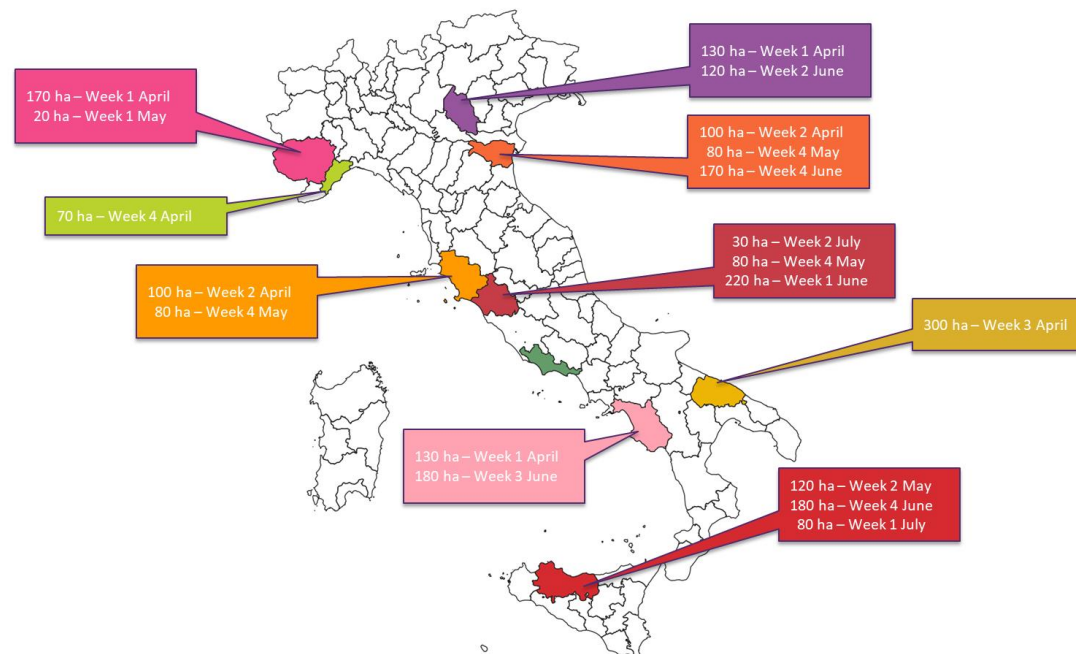 130 ha – Week 1 April
120 ha – Week 2 June
170 ha – Week 1 April
20 ha – Week 1 May
100 ha – Week 2 April
80 ha – Week 4 May
170 ha – Week 4 June
70 ha – Week 4 April
30 ha – Week 2 July
80 ha – Week 4 May
220 ha – Week 1 June
100 ha – Week 2 April
80 ha – Week 4 May
300 ha – Week 3 April
130 ha – Week 1 April
180 ha – Week 3 June
120 ha – Week 2 May
180 ha – Week 4 June
80 ha – Week 1 July